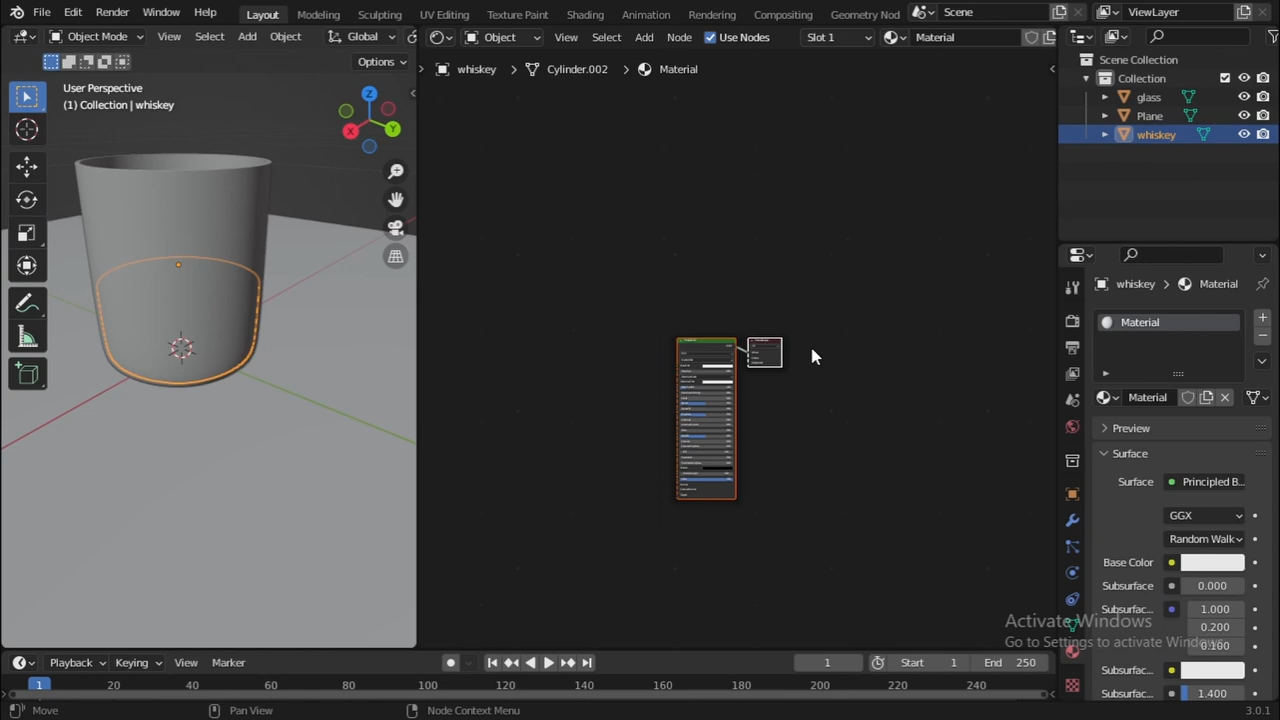 File Edit Render Window Help Layout Modeling Sculpting UV Editing Texture Paint Shading Animation Rendering Compositing Geometry Nod Scene ViewLayer
Object Mode View Select Add Object Global
Object View Select Add Node Use Nodes Slot 1 Material
Options
User Perspective
(1) Collection | whiskey
X Y Z
whiskey > Cylinder.002 > Material
Scene Collection
Collection
glass
Plane
whiskey
whiskey > Material
Material
Material
Preview
Surface
Surface Principled B...
GGX
Random Walk
Base Color
Subsurface 0.000
Subsurfac... 1.000
0.200
0.100
Subsurfac...
Subsurfac... 1.400
Activate Windows
Go to Settings to activate Windows.
Playback Keying View Marker 1 Start 1 End 250
1 20 40 60 80 100 120 140 160 180 200 220 240
Move Pan View Node Context Menu 3.0.1